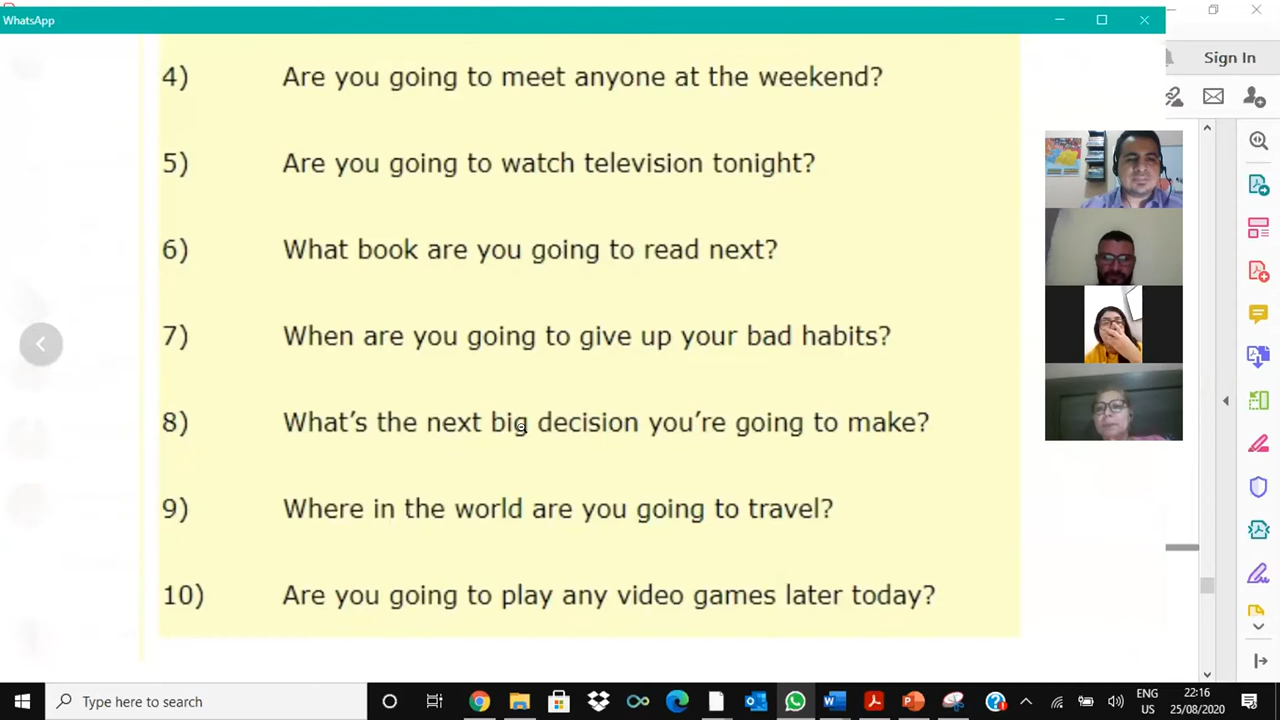 WhatsApp
4) Are you going to meet anyone at the weekend?
Sign In
5) Are you going to watch television tonight?
6) What book are you going to read next?
7) When are you going to give up your bad habits?
8) What's the next big decision you're going to make?
9) Where in the world are you going to travel?
10) Are you going to play any video games later today?
Type here to search
ENG 22:16
US 25/08/2020